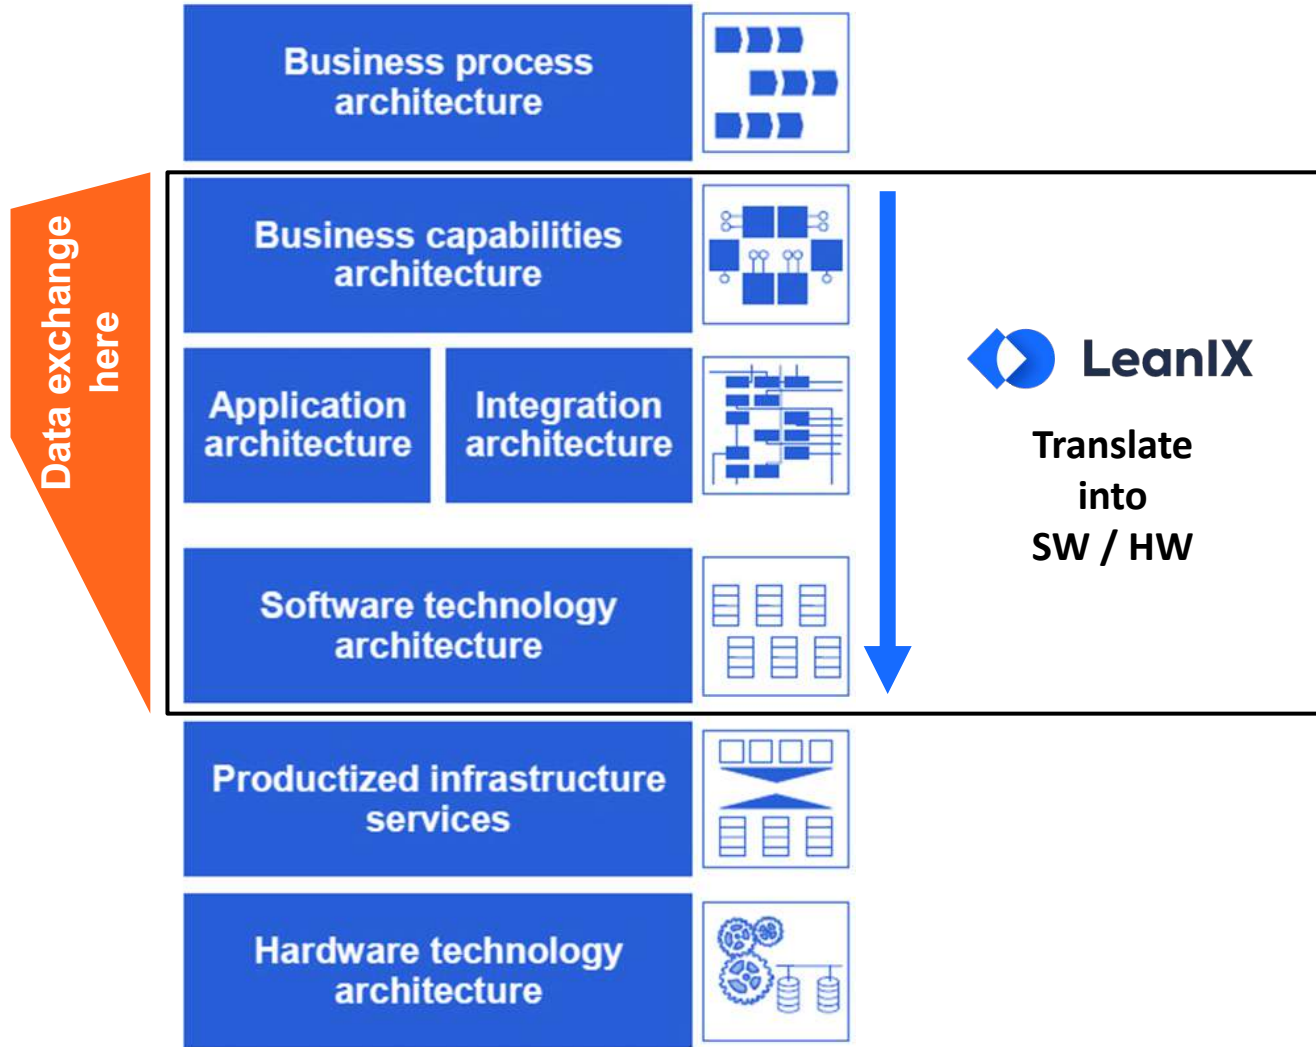 Business process
architecture
Data exchange
here
Business capabilities
architecture
Application
architecture
Integration
architecture
LeanIX
Translate
into
SW / HW
Software technology
architecture
Productized infrastructure
services
Hardware technology
architecture